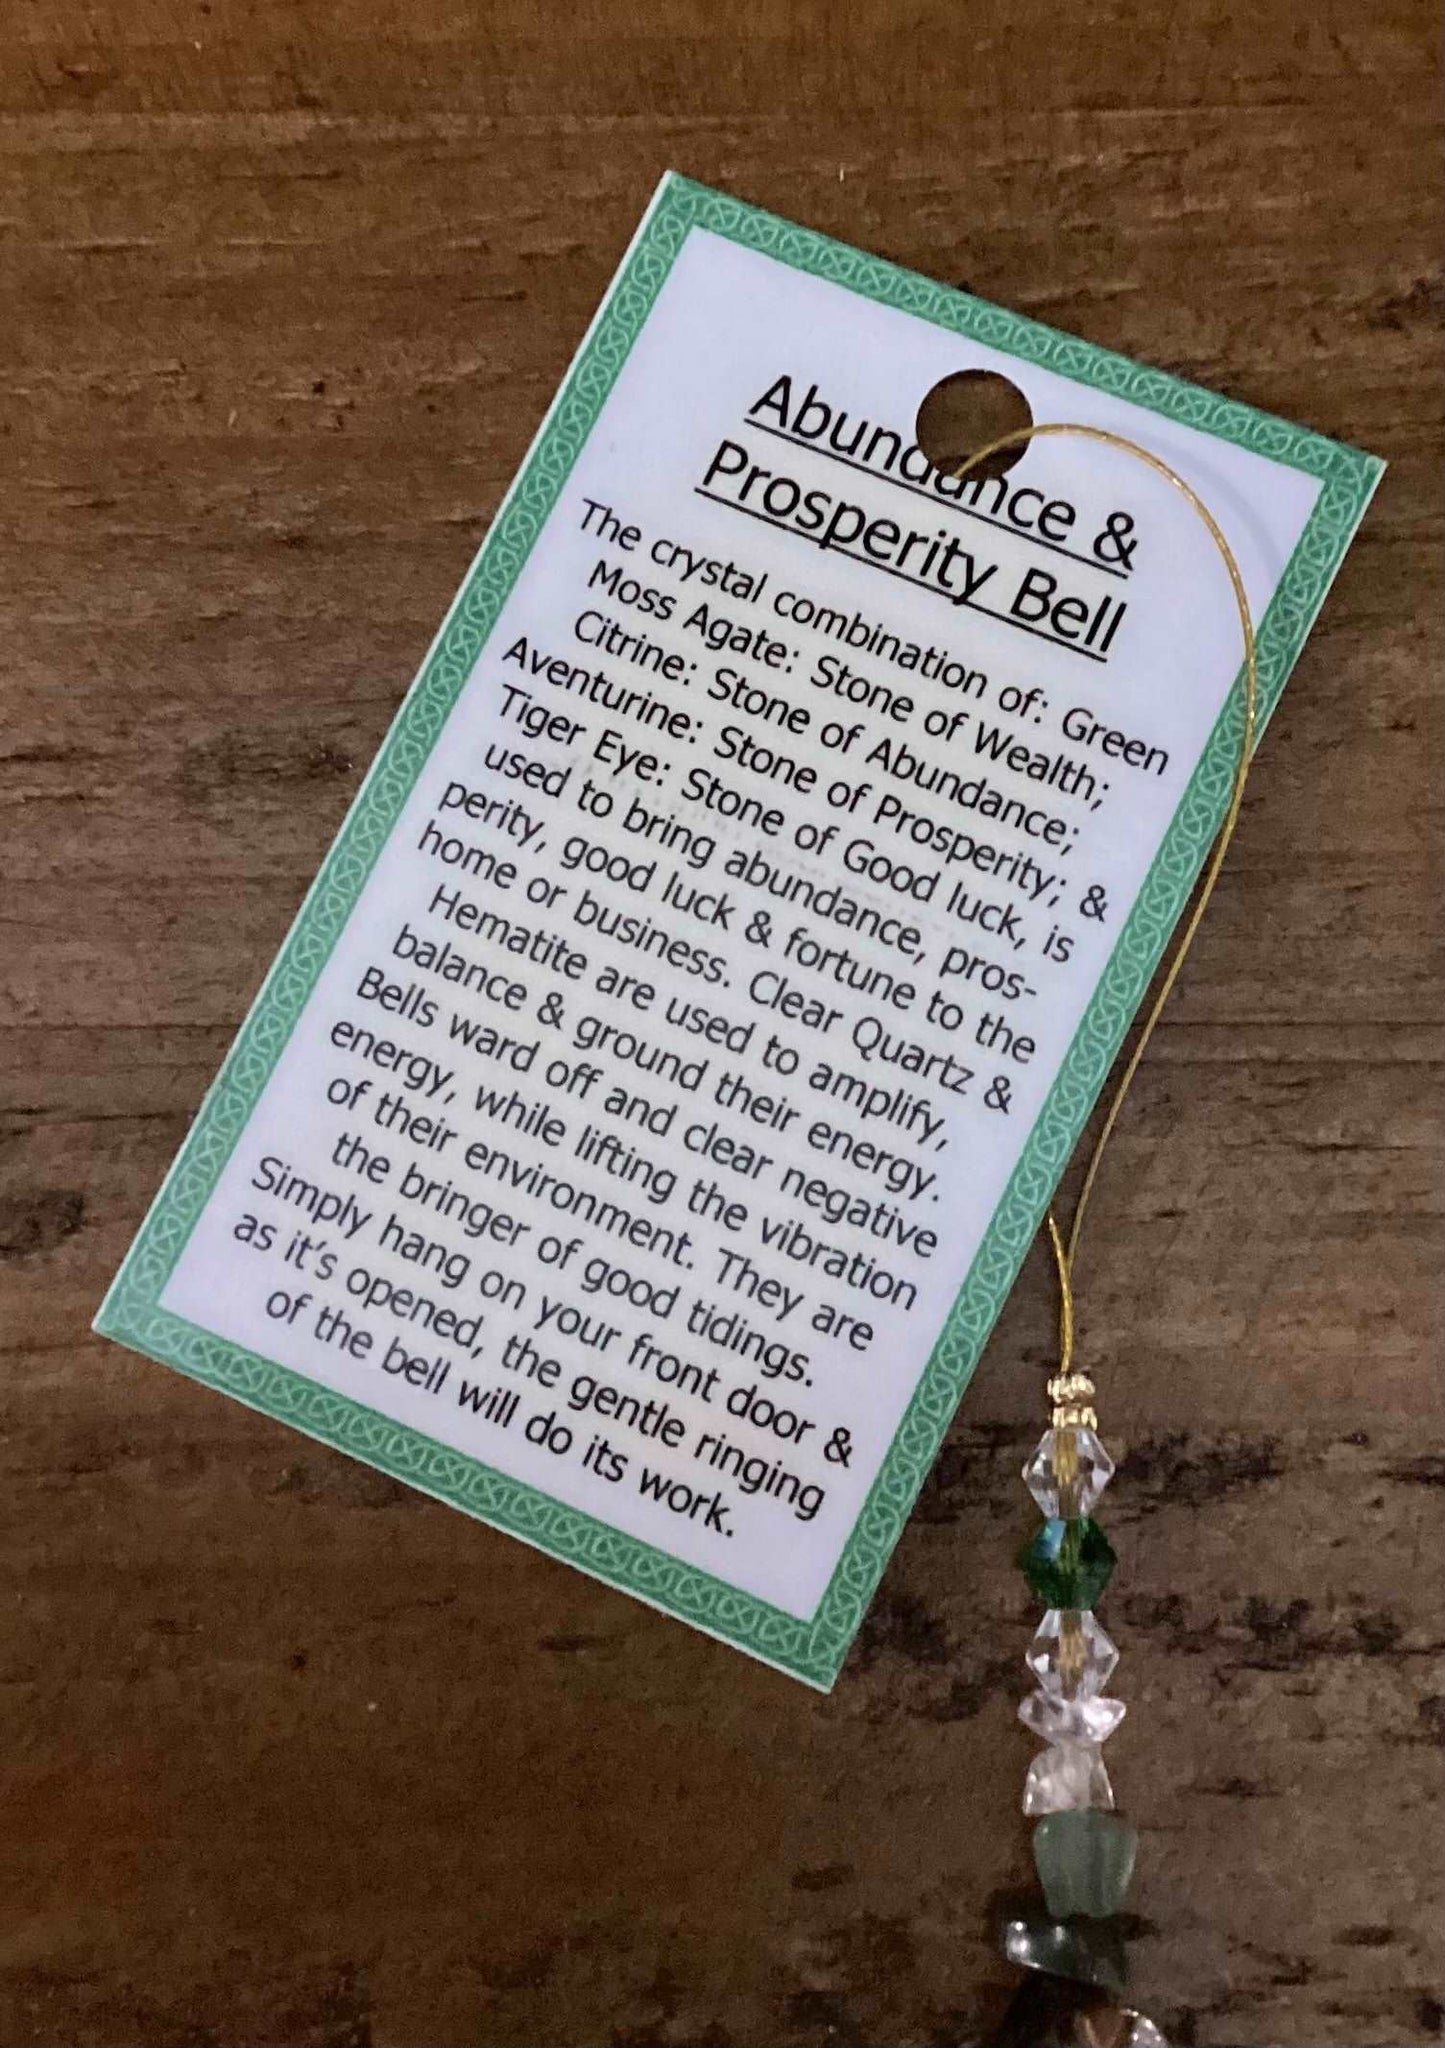 Abundance &
Prosperity Bell
The crystal combination of: Green
Moss Agate: Stone of Wealth;
Citrine: Stone of Abundance;
Aventurine: Stone of Prosperity; &
Tiger Eye: Stone of Good luck, is
used to bring abundance, pros-
perity, good luck & fortune to the
home or business. Clear Quartz &
Hematite are used to amplify,
balance & ground their energy.
Bells ward off and clear negative
energy, while lifting the vibration
of their environment. They are
the bringer of good tidings.
Simply hang on your front door &
as it's opened, the gentle ringing
of the bell will do its work.